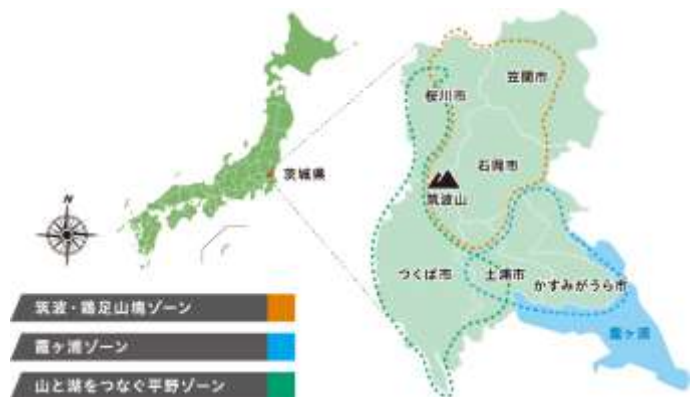 桜川市
笠間市
茨城県
石岡市
筑波山
N
つくば市
土浦市
かすみがうら市
霞ヶ浦
筑波・鶏足山塊ゾーン
霞ヶ浦ゾーン
山と湖をつなぐ平野ゾーン